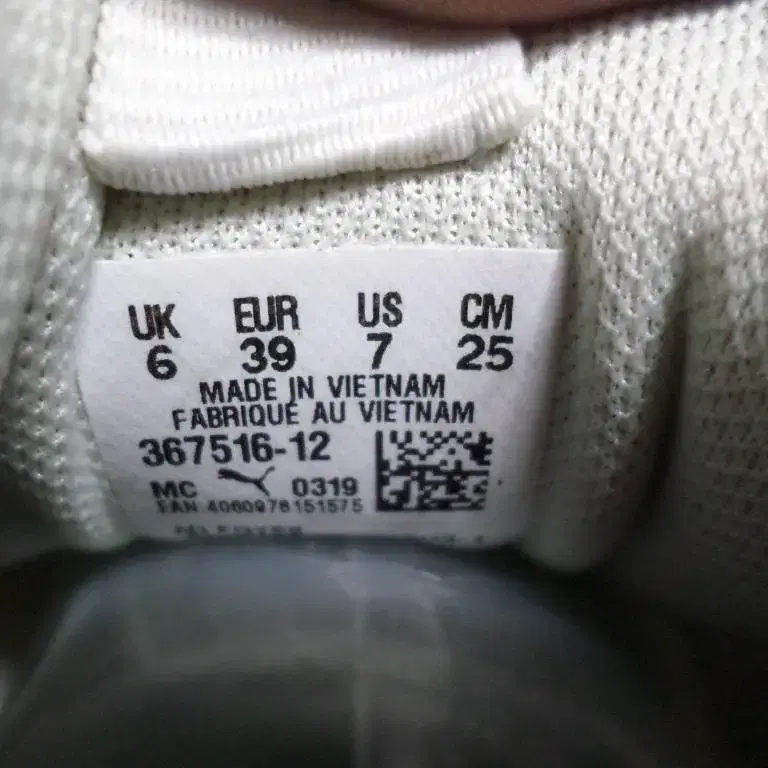 UK EUR US CM
6 39 7 25
MADE IN VIETNAM
FABRIQUÉ AU VIETNAM
367516-12
MC 0319
EAN 4060978151575